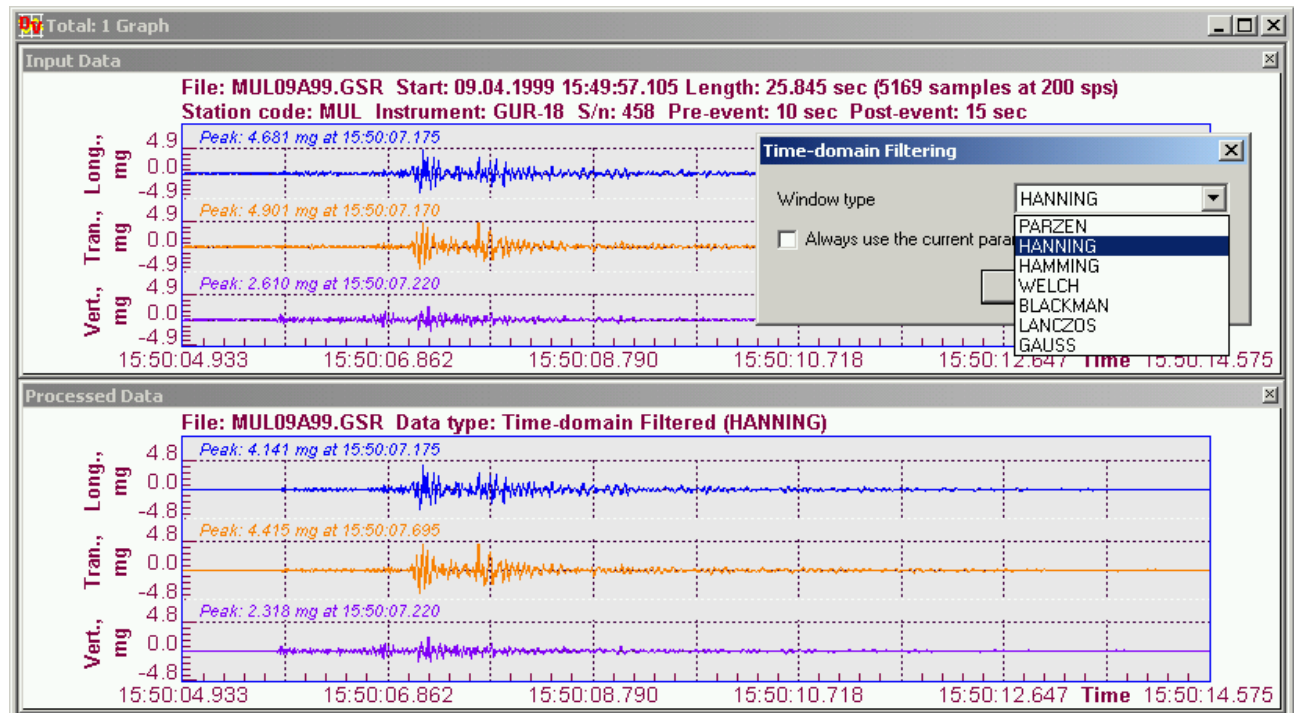 Total: 1 Graph
Input Data
File: MUL09A99.GSR Start: 09.04.1999 15:49:57.105 Length: 25.845 sec (5169 samples at 200 sps)
Station code: MUL Instrument: GUR-18 S/n: 458 Pre-event: 10 sec Post-event: 15 sec
Long., mg
4.9
0.0
-4.9
Peak: 4.681 mg at 15:50:07.175
Tran., mg
4.9
0.0
-4.9
Peak: 4.901 mg at 15:50:07.170
Vert., mg
4.9
0.0
-4.9
Peak: 2.610 mg at 15:50:07.220
15:50:04.933 15:50:06.862 15:50:08.790 15:50:10.718 15:50:12.647 Time 15:50:14.575
Time-domain Filtering
Window type
HANNING
Always use the current
PARZEN
HANNING
HAMMING
WELCH
BLACKMAN
LANCZOS
GAUSS
Processed Data
File: MUL09A99.GSR Data type: Time-domain Filtered (HANNING)
Long., mg
4.8
0.0
-4.8
Peak: 4.141 mg at 15:50:07.175
Tran., mg
4.8
0.0
-4.8
Peak: 4.415 mg at 15:50:07.695
Vert., mg
4.8
0.0
-4.8
Peak: 2.318 mg at 15:50:07.220
15:50:04.933 15:50:06.862 15:50:08.790 15:50:10.718 15:50:12.647 Time 15:50:14.575